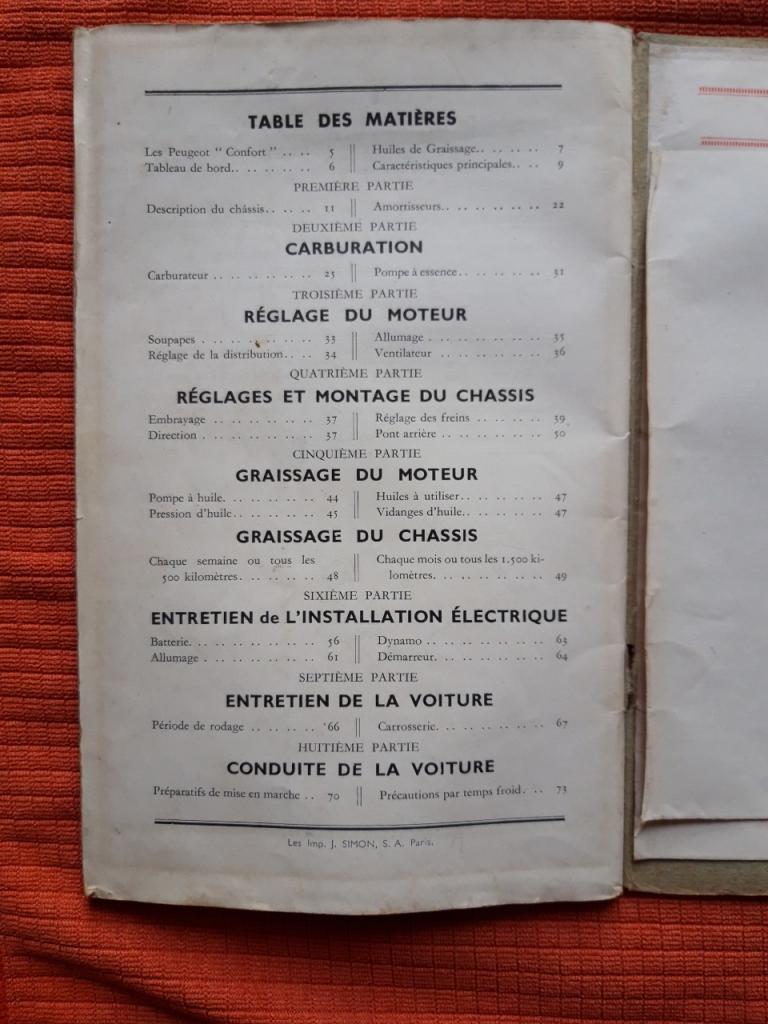 TABLE DES MATIÈRES
Les Peugeot " Confort " .. .. 5 || Huiles de Graissage.. .. .. .. 7
Tableau de bord.. .. .. .. .. 6 || Caractéristiques principales.. .. 9
PREMIÈRE PARTIE
Description du châssis.. .. .. 11 || Amortisseurs.. .. .. .. .. .. 22
DEUXIÈME PARTIE
CARBURATION
Carburateur .. .. .. .. .. .. 25 || Pompe à essence.. .. .. .. .. 31
TROISIÈME PARTIE
RÉGLAGE DU MOTEUR
Soupapes .. .. .. .. .. .. .. 33 || Allumage .. .. .. .. .. .. .. 35
Réglage de la distribution.. .. 34 || Ventilateur .. .. .. .. .. .. 36
QUATRIÈME PARTIE
RÉGLAGES ET MONTAGE DU CHASSIS
Embrayage .. .. .. .. .. .. 37 || Réglage des freins .. .. .. .. 39
Direction .. .. .. .. .. .. .. 37 || Pont arrière .. .. .. .. .. .. 50
CINQUIÈME PARTIE
GRAISSAGE DU MOTEUR
Pompe à huile. .. .. .. .. .. 44 || Huiles à utiliser.. .. .. .. .. 47
Pression d'huile.. .. .. .. .. 45 || Vidanges d'huile.. .. .. .. .. 47
GRAISSAGE DU CHASSIS
Chaque semaine ou tous les || Chaque mois ou tous les 1.500 ki-
500 kilomètres. .. .. .. .. 48 || lomètres. .. .. .. .. .. .. 49
SIXIÈME PARTIE
ENTRETIEN de L'INSTALLATION ÉLECTRIQUE
Batterie. .. .. .. .. .. .. .. 56 || Dynamo .. .. .. .. .. .. .. 63
Allumage .. .. .. .. .. .. .. 61 || Démarreur. .. .. .. .. .. .. 64
SEPTIÈME PARTIE
ENTRETIEN DE LA VOITURE
Période de rodage .. .. .. .. 66 || Carrosserie. .. .. .. .. .. .. 67
HUITIÈME PARTIE
CONDUITE DE LA VOITURE
Préparatifs de mise en marche .. 70 || Précautions par temps froid. .. 73
Les Imp. J. SIMON, S. A. Paris.